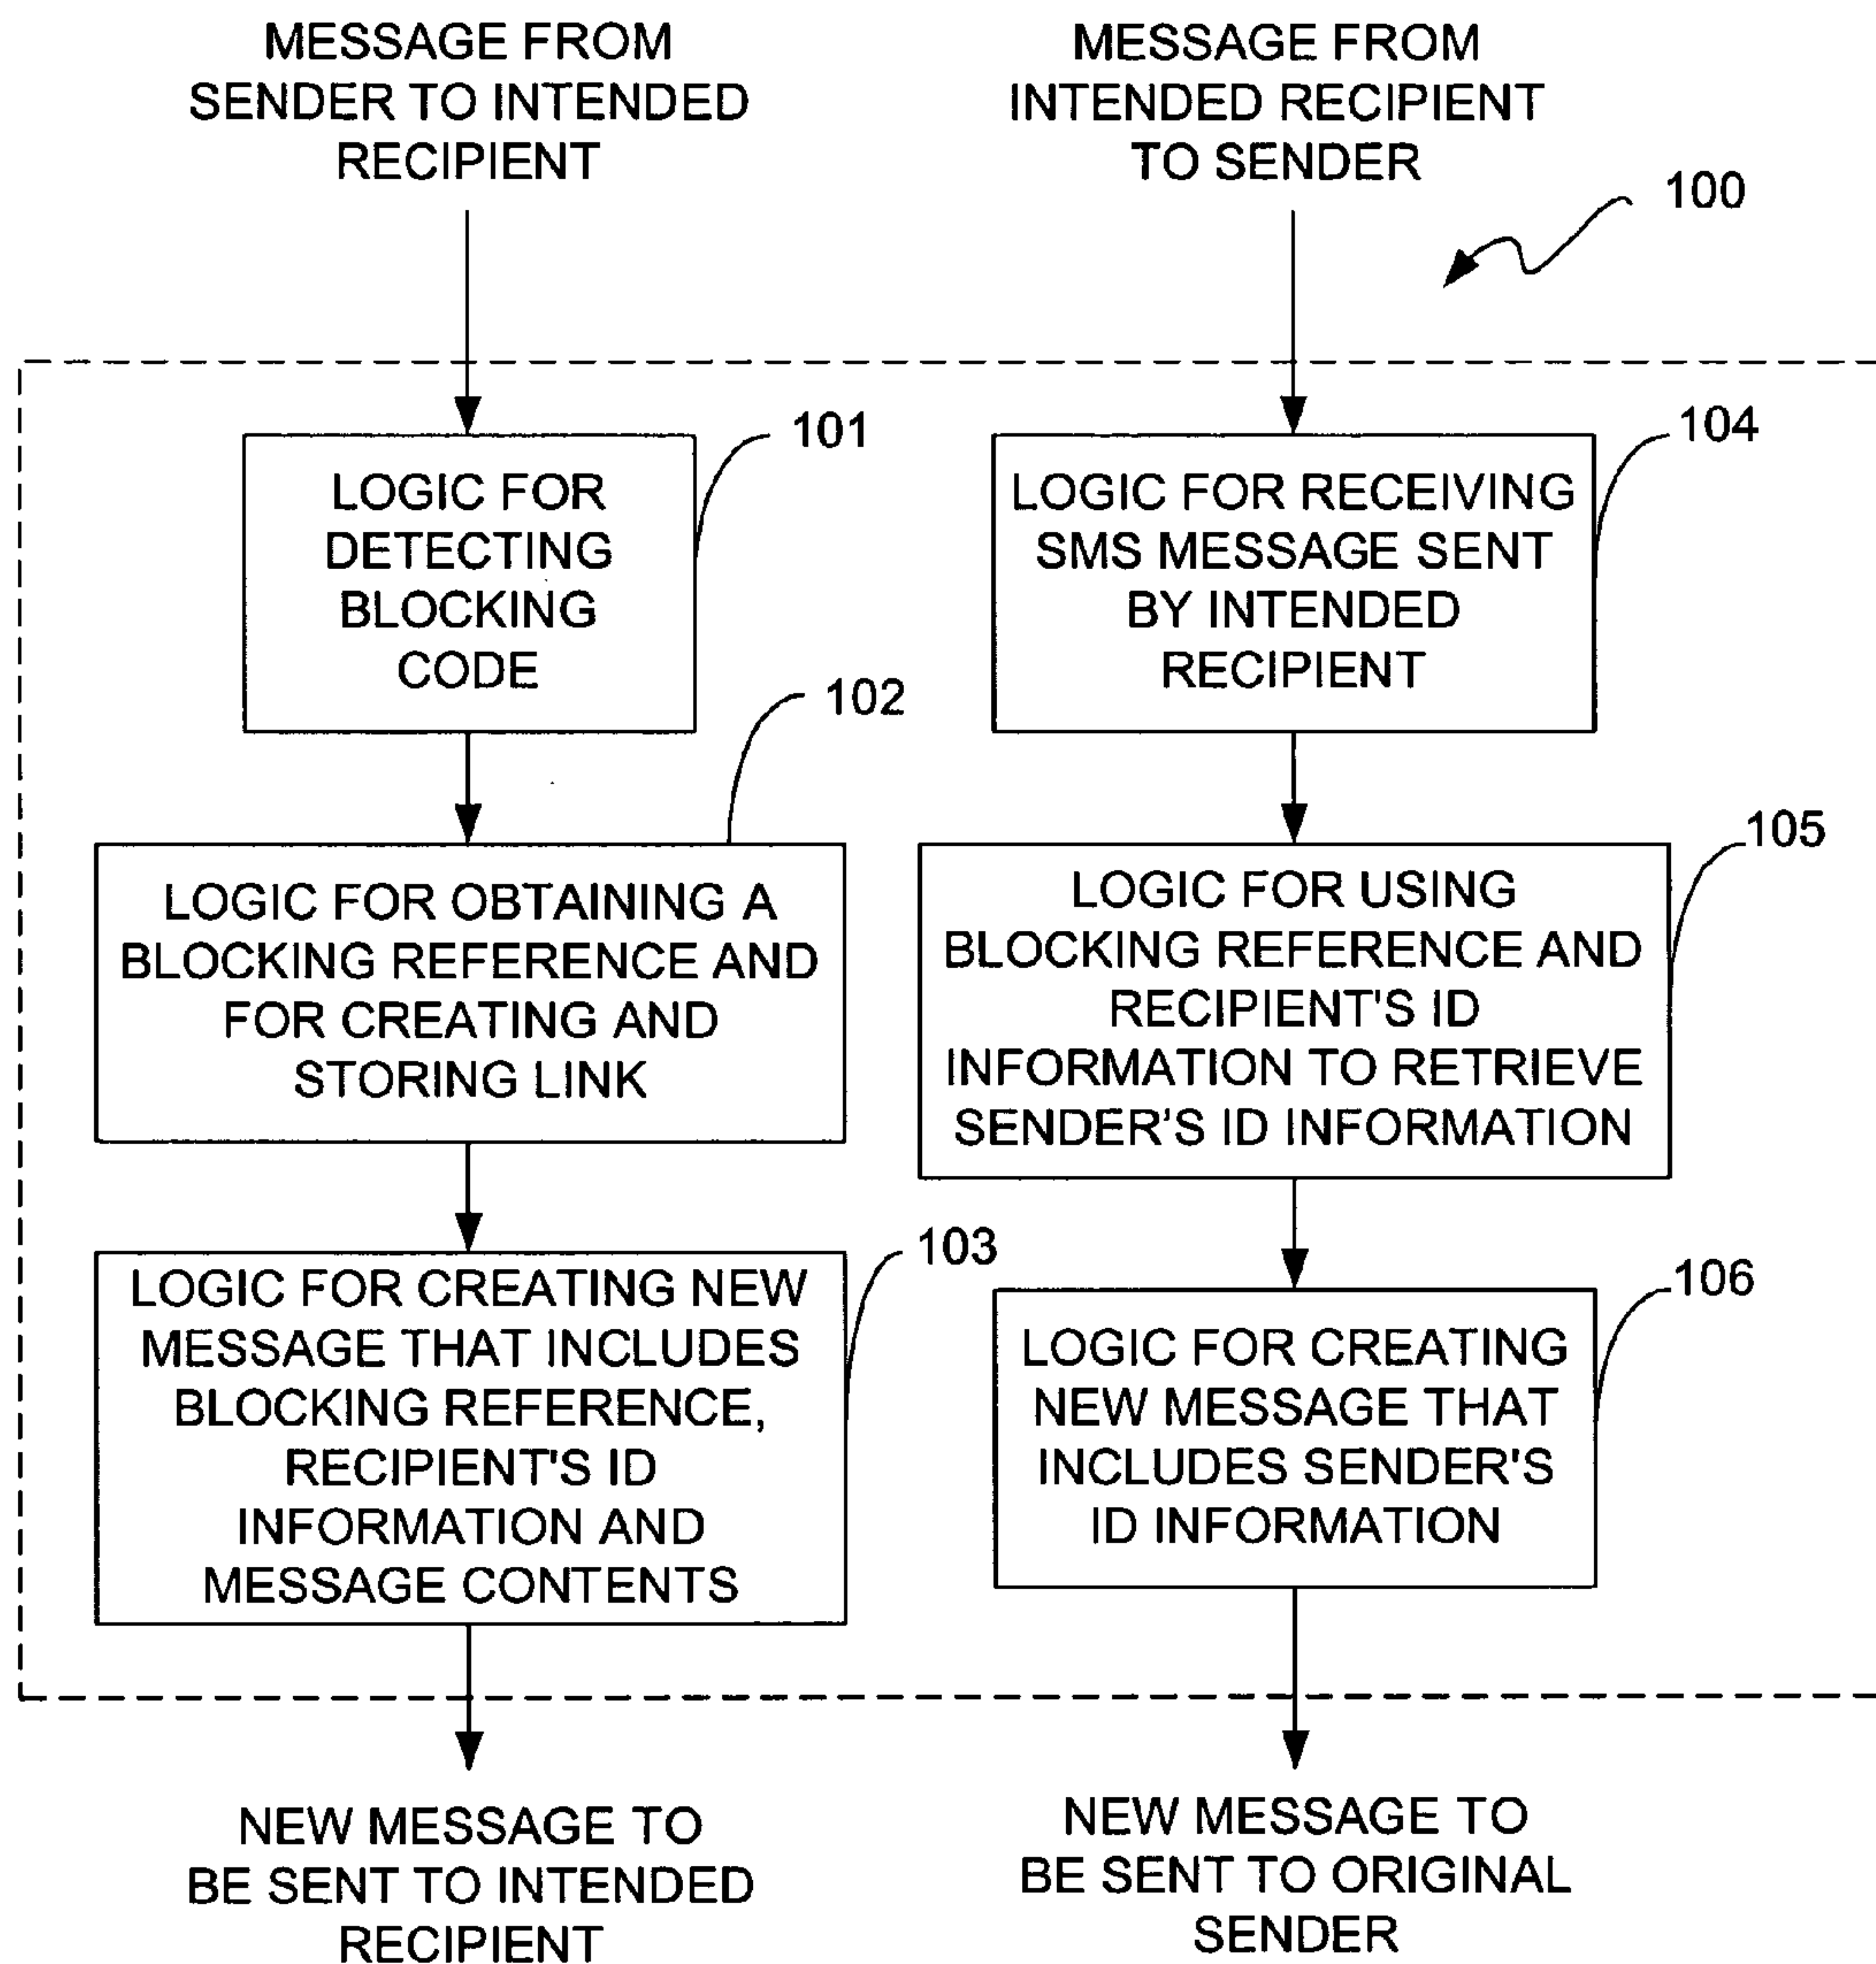 MESSAGE FROM
SENDER TO INTENDED
RECIPIENT
MESSAGE FROM
INTENDED RECIPIENT
TO SENDER
100
101
LOGIC FOR
DETECTING
BLOCKING
CODE
102
LOGIC FOR OBTAINING A
BLOCKING REFERENCE AND
FOR CREATING AND
STORING LINK
103
LOGIC FOR CREATING NEW
MESSAGE THAT INCLUDES
BLOCKING REFERENCE,
RECIPIENT'S ID
INFORMATION AND
MESSAGE CONTENTS
NEW MESSAGE TO
BE SENT TO INTENDED
RECIPIENT
104
LOGIC FOR RECEIVING
SMS MESSAGE SENT
BY INTENDED
RECIPIENT
105
LOGIC FOR USING
BLOCKING REFERENCE AND
RECIPIENT'S ID
INFORMATION TO RETRIEVE
SENDER'S ID INFORMATION
106
LOGIC FOR CREATING
NEW MESSAGE THAT
INCLUDES SENDER'S
ID INFORMATION
NEW MESSAGE TO
BE SENT TO ORIGINAL
SENDER